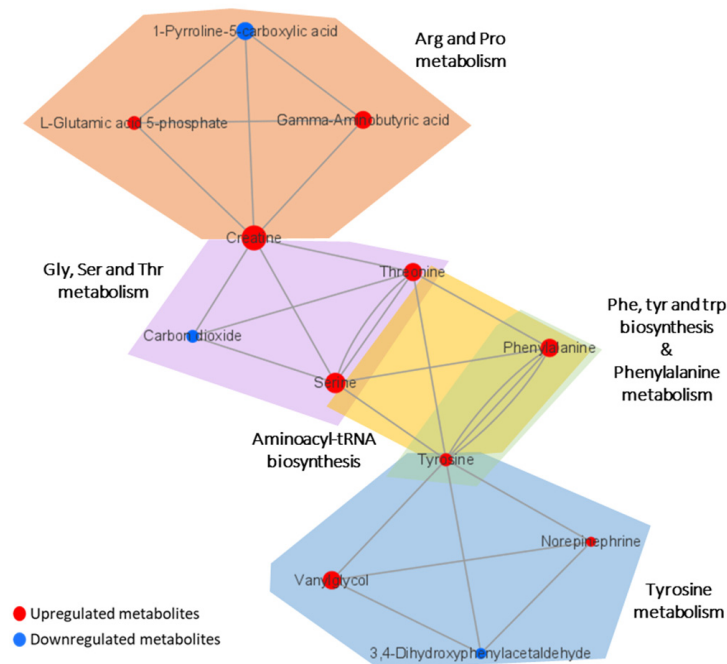 1-Pyrroline-5-carboxylic acid
Arg and Pro
metabolism
L-Glutamic acid 5-phosphate
Gamma-Aminobutyric acid
Creatine
Gly, Ser and Thr
metabolism
Threonine
Carbon dioxide
Phe, tyr and trp
biosynthesis
&
Phenylalanine
metabolism
Phenylalanine
Serine
Aminoacyl-tRNA
biosynthesis
Tyrosine
Norepinephrine
Vanylglycol
Tyrosine
metabolism
Upregulated metabolites
Downregulated metabolites
3,4-Dihydroxyphenylacetaldehyde